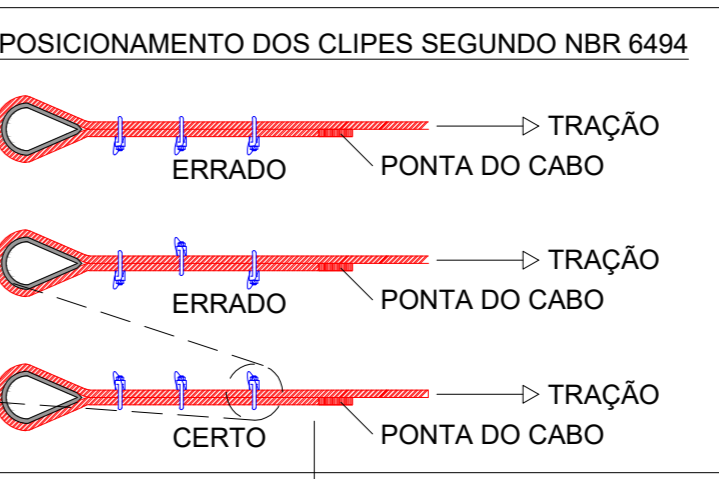 POSICIONAMENTO DOS CLIPES SEGUNDO NBR 6494
TRAÇÃO
ERRADO
PONTA DO CABO
TRAÇÃO
ERRADO
PONTA DO CABO
TRAÇÃO
CERTO
PONTA DO CABO